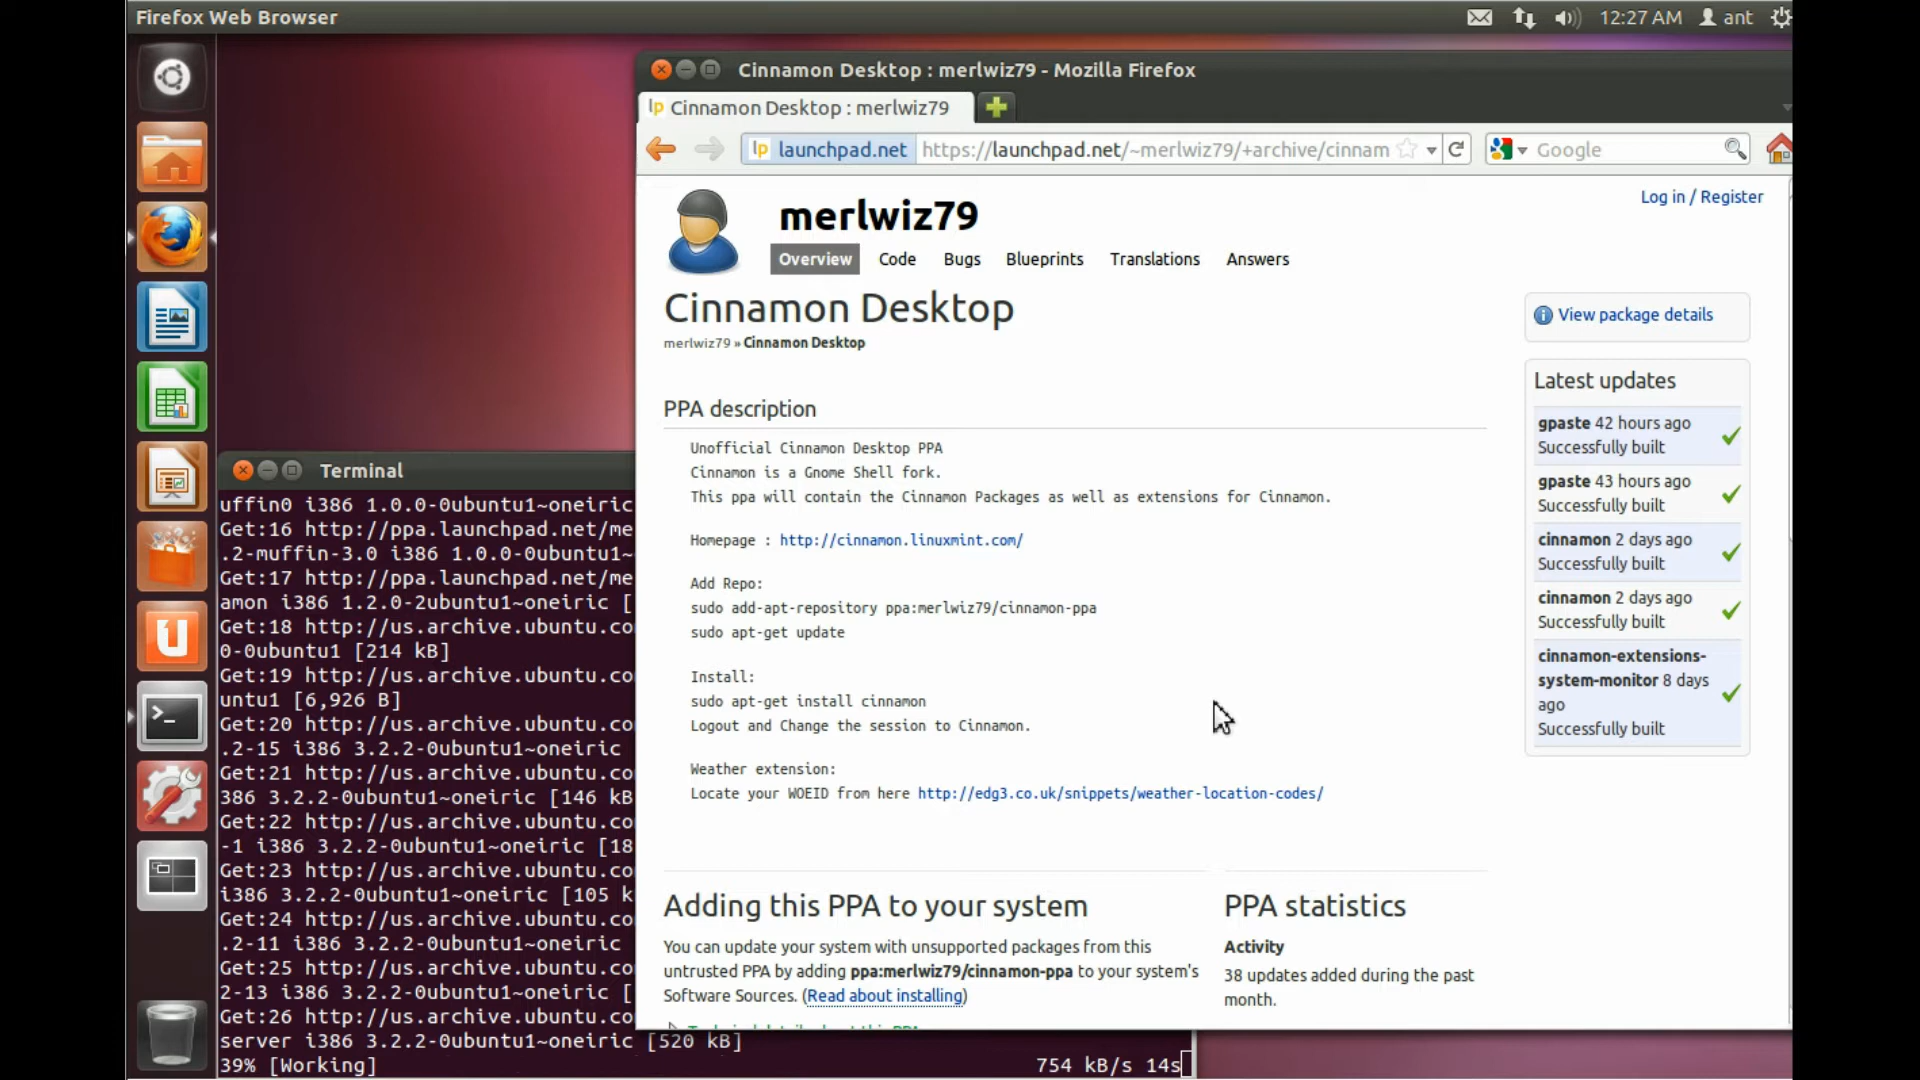 Firefox Web Browser
12:27 AM
ant
Cinnamon Desktop : merlwiz79 - Mozilla Firefox
lp Cinnamon Desktop : merlwiz79
lp launchpad.net https://launchpad.net/~merlwiz79/+archive/cinnam
Google
Log in / Register
merlwiz79
Overview Code Bugs Blueprints Translations Answers
Cinnamon Desktop
merlwiz79 » Cinnamon Desktop
PPA description
Unofficial Cinnamon Desktop PPA
Cinnamon is a Gnome Shell fork.
This ppa will contain the Cinnamon Packages as well as extensions for Cinnamon.
Homepage : http://cinnamon.linuxmint.com/
Add Repo:
sudo add-apt-repository ppa:merlwiz79/cinnamon-ppa
sudo apt-get update
Install:
sudo apt-get install cinnamon
Logout and Change the session to Cinnamon.
Weather extension:
Locate your WOEID from here http://edg3.co.uk/snippets/weather-location-codes/
View package details
Latest updates
gpaste 42 hours ago
Successfully built
gpaste 43 hours ago
Successfully built
cinnamon 2 days ago
Successfully built
cinnamon 2 days ago
Successfully built
cinnamon-extensions-
system-monitor 8 days
ago
Successfully built
Adding this PPA to your system
You can update your system with unsupported packages from this
untrusted PPA by adding ppa:merlwiz79/cinnamon-ppa to your system's
Software Sources. (Read about installing)
PPA statistics
Activity
38 updates added during the past
month.
Terminal
uffin0 i386 1.0.0-0ubuntu1~oneiric
Get:16 http://ppa.launchpad.net/me
.2-muffin-3.0 i386 1.0.0-0ubuntu1~
Get:17 http://ppa.launchpad.net/me
amon i386 1.2.0-2ubuntu1~oneiric [
Get:18 http://us.archive.ubuntu.co
0-0ubuntu1 [214 kB]
Get:19 http://us.archive.ubuntu.co
untu1 [6,926 B]
Get:20 http://us.archive.ubuntu.co
.2-15 i386 3.2.2-0ubuntu1~oneiric
Get:21 http://us.archive.ubuntu.co
386 3.2.2-0ubuntu1~oneiric [146 kB
Get:22 http://us.archive.ubuntu.co
-1 i386 3.2.2-0ubuntu1~oneiric [18
Get:23 http://us.archive.ubuntu.co
i386 3.2.2-0ubuntu1~oneiric [105 k
Get:24 http://us.archive.ubuntu.co
.2-11 i386 3.2.2-0ubuntu1~oneiric
Get:25 http://us.archive.ubuntu.co
2-13 i386 3.2.2-0ubuntu1~oneiric [
Get:26 http://us.archive.ubuntu.co
server i386 3.2.2-0ubuntu1~oneiric [520 kB]
39% [Working] 754 kB/s 14s